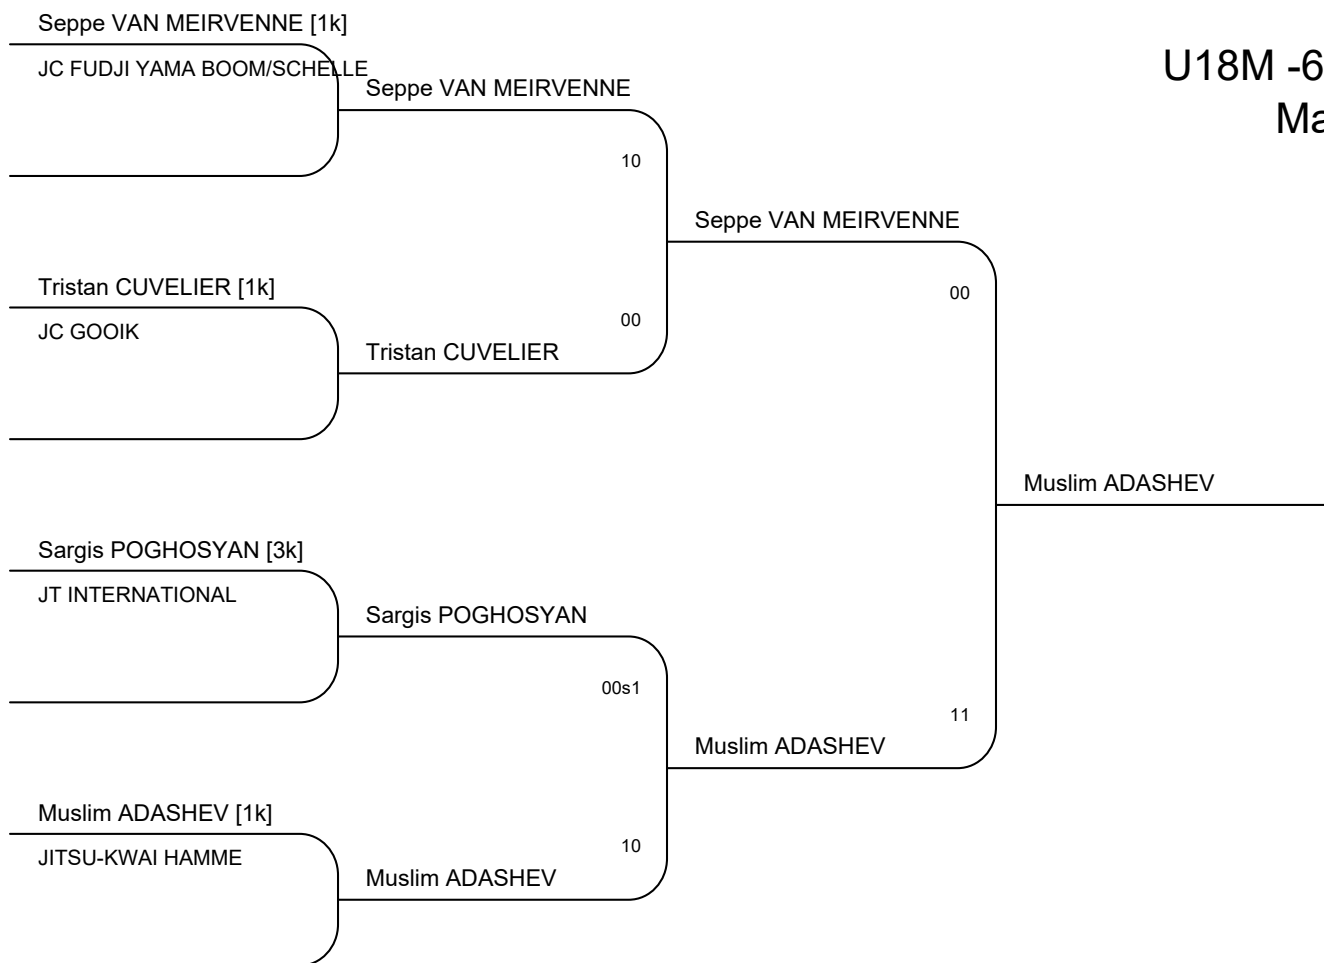 Seppe VAN MEIRVENNE [1k]
JC FUDJI YAMA BOOM/SCHELLE
Seppe VAN MEIRVENNE
10
Seppe VAN MEIRVENNE
00
Tristan CUVELIER [1k]
JC GOOIK
00
Tristan CUVELIER
U18M -6
Ma
Muslim ADASHEV
Sargis POGHOSYAN [3k]
JT INTERNATIONAL
Sargis POGHOSYAN
00s1
11
Muslim ADASHEV
Muslim ADASHEV [1k]
JITSU-KWAI HAMME
10
Muslim ADASHEV